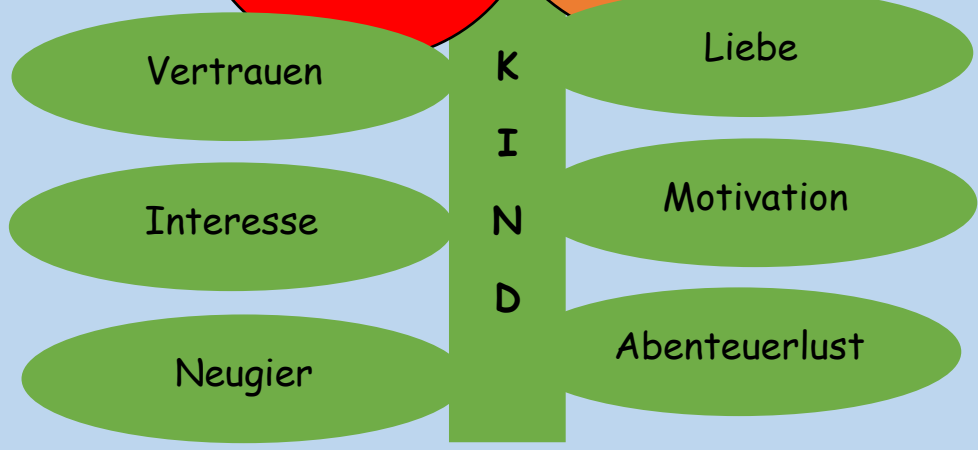 Vertrauen
Interesse
Neugier
K
I
N
D
Liebe
Motivation
Abenteuerlust